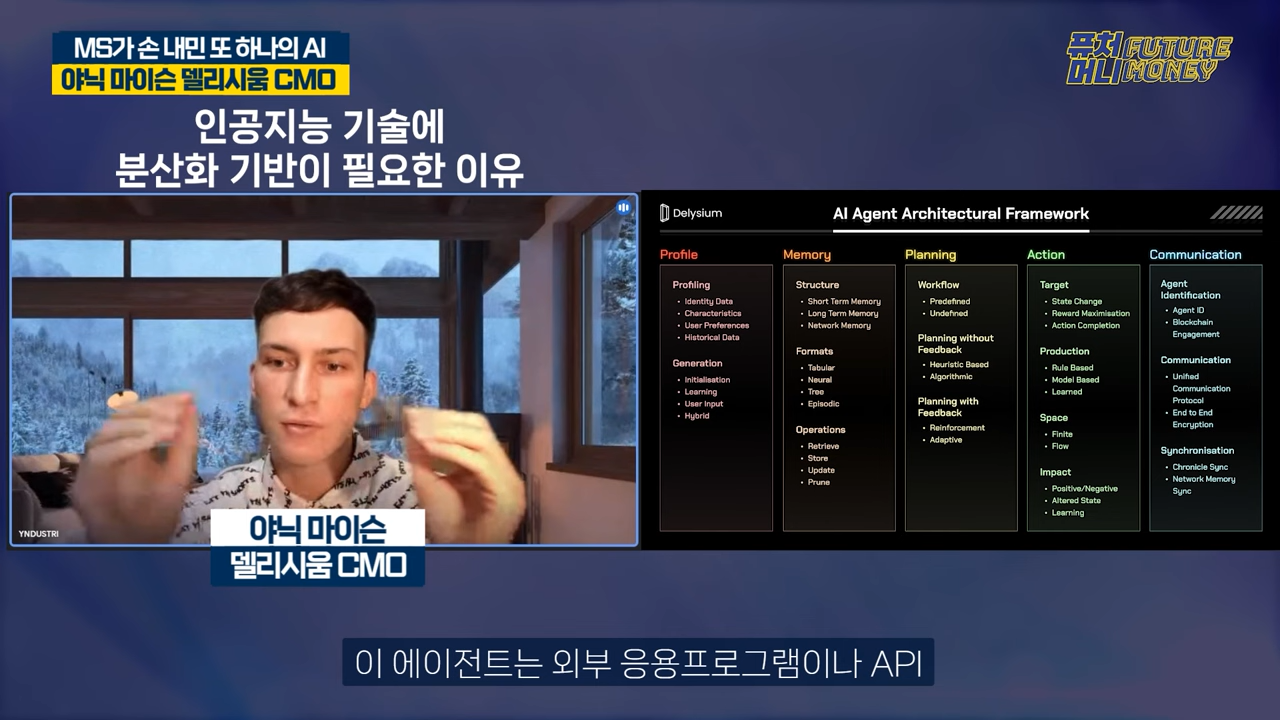 MS가 손 내민 또 하나의 AI
야닉 마이슨 델리시움 CMO
퓨처 FUTURE
머니 MONEY
인공지능 기술에
분산화 기반이 필요한 이유
YNDUSTRI
야닉 마이슨
델리시움 CMO
Delysium
AI Agent Architectural Framework
Profile
Profiling
• Identity Data
• Characteristics
• User Preferences
• Historical Data
Generation
• Initialisation
• Learning
• User Input
• Hybrid
Memory
Structure
• Short Term Memory
• Long Term Memory
• Network Memory
Formats
• Tabular
• Neural
• Tree
• Episodic
Operations
• Retrieve
• Store
• Update
• Prune
Planning
Workflow
• Predefined
• Undefined
Planning without
Feedback
• Heuristic Based
• Algorithmic
Planning with
Feedback
• Reinforcement
• Adaptive
Action
Target
• State Change
• Reward Maximisation
• Action Completion
Production
• Rule Based
• Model Based
• Learned
Space
• Finite
• Flow
Impact
• Positive/Negative
• Altered State
• Learning
Communication
Agent
Identification
• Agent ID
• Blockchain
Engagement
Communication
• Unified
Communication
Protocol
• End to End
Encryption
Synchronisation
• Chronicle Sync
• Network Memory
Sync
이 에이전트는 외부 응용프로그램이나 API